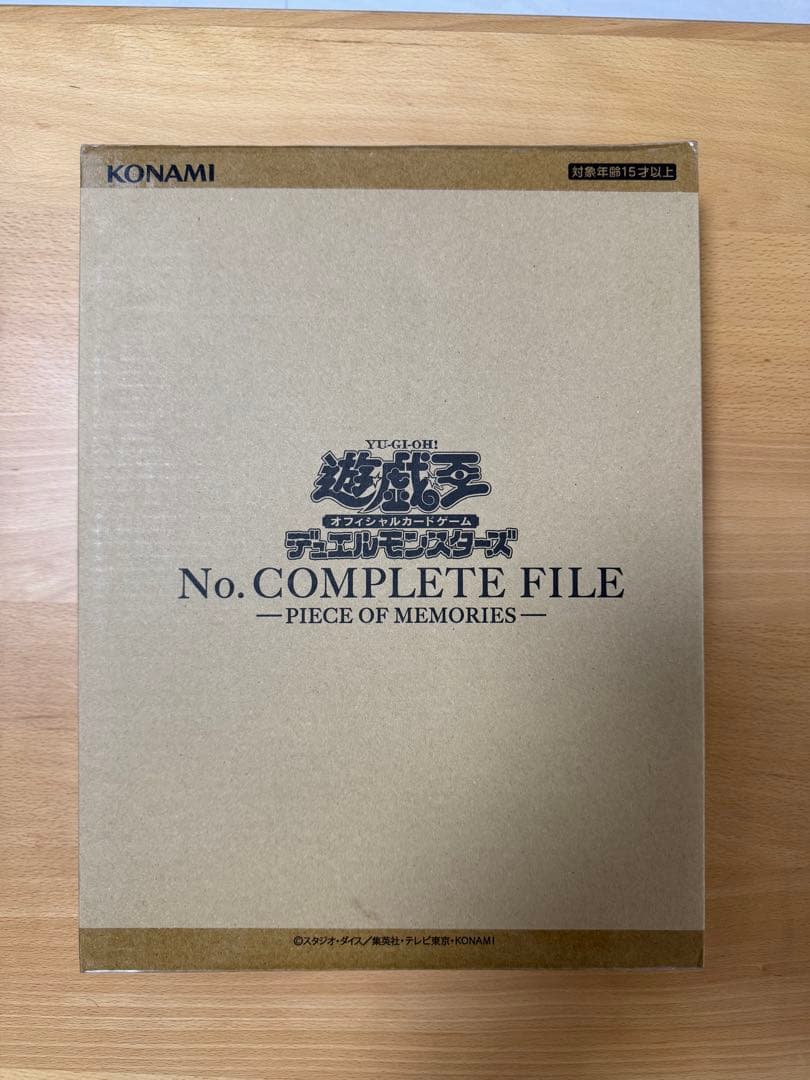 KONAMI
対象年齢15才以上
YU-GI-OH!
遊戯王
オフィシャルカードゲーム
デュエルモンスターズ
No. COMPLETE FILE
—PIECE OF MEMORIES—
©スタジオ・ダイス/集英社・テレビ東京・KONAMI